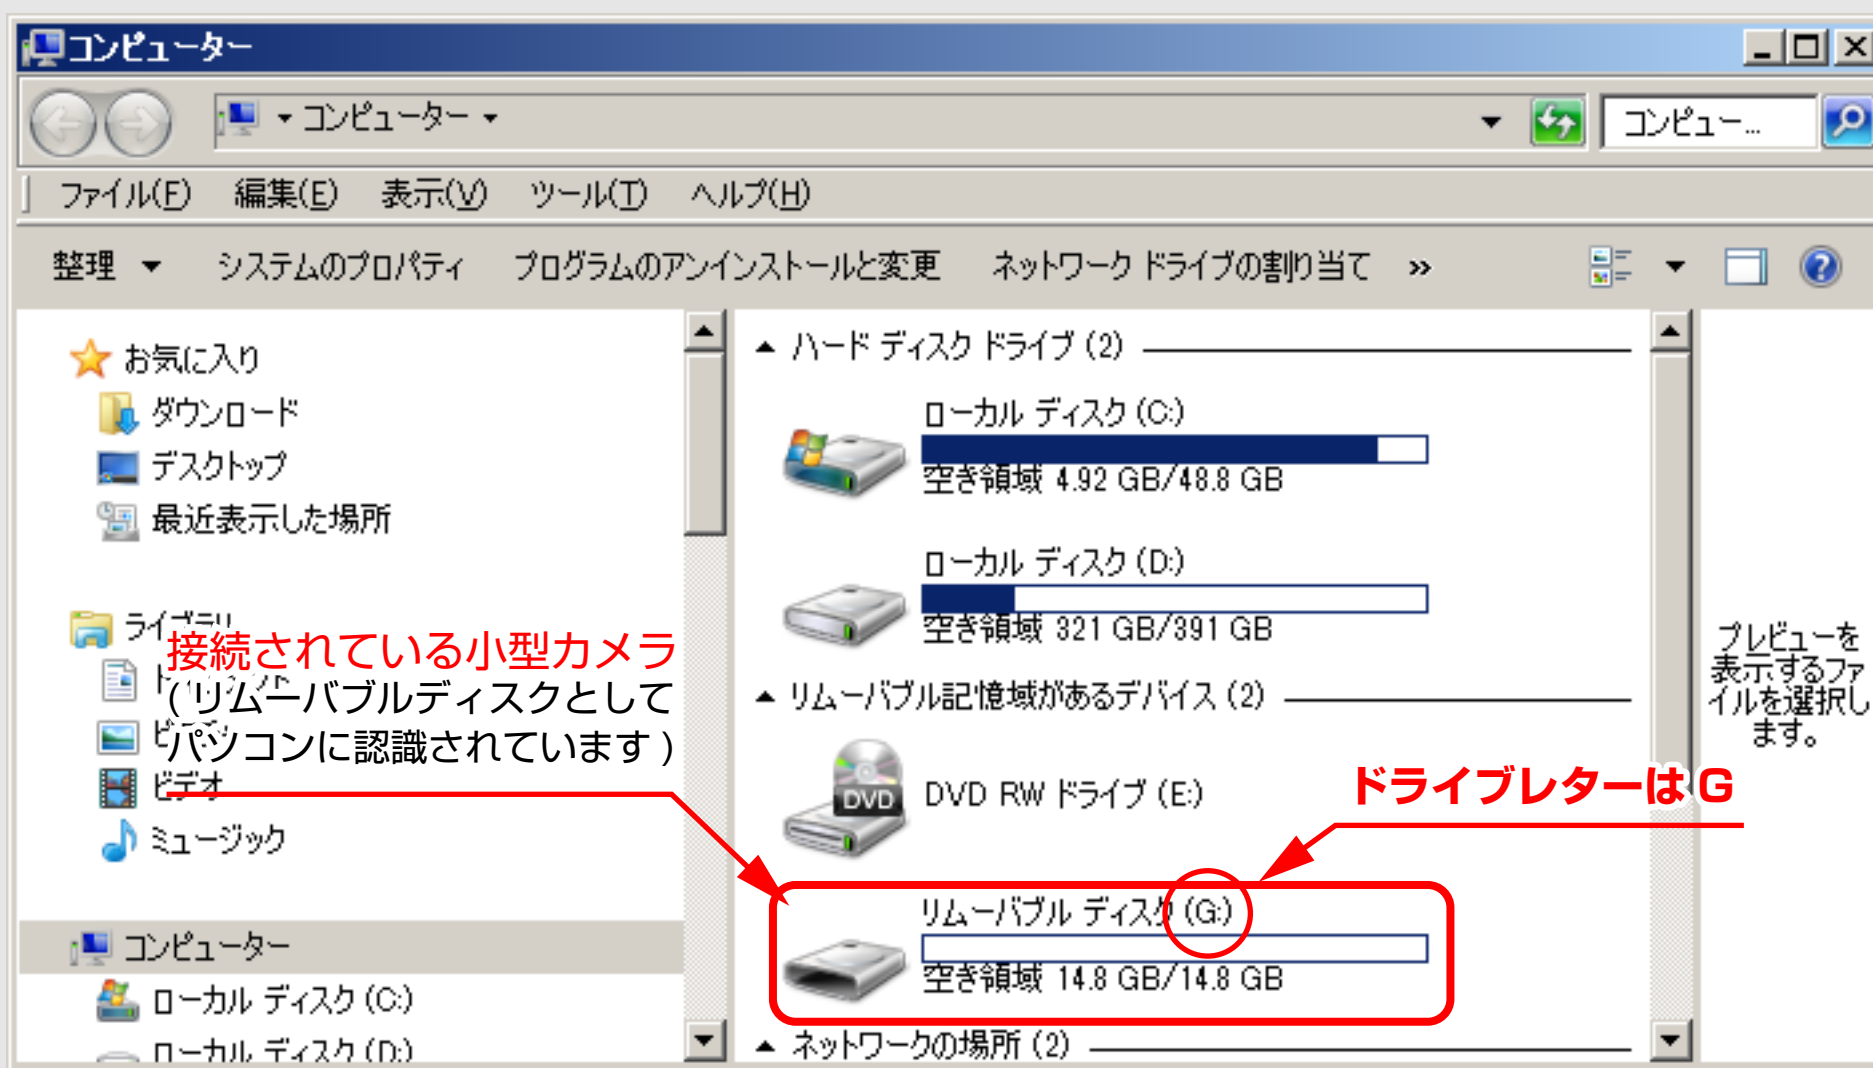 コンピューター
コンピューター
コンピュー...
ファイル(F) 編集(E) 表示(V) ツール(T) ヘルプ(H)
整理 システムのプロパティ プログラムのアンインストールと変更 ネットワーク ドライブの割り当て »
お気に入り
ダウンロード
デスクトップ
最近表示した場所
ライブラリ
接続されている小型カメラ
(リムーバブルディスクとして
パソコンに認識されています)
ビデオ
ミュージック
コンピューター
ローカル ディスク (C:)
ローカル ディスク (D:)
ハード ディスク ドライブ (2)
ローカル ディスク (C:)
空き領域 4.92 GB/48.8 GB
ローカル ディスク (D:)
空き領域 321 GB/391 GB
リムーバブル記憶域があるデバイス (2)
DVD
DVD RW ドライブ (E:)
ドライブレターは G
リムーバブル ディスク (G:)
空き領域 14.8 GB/14.8 GB
ネットワークの場所 (2)
プレビューを
表示するファ
イルを選択し
ます。